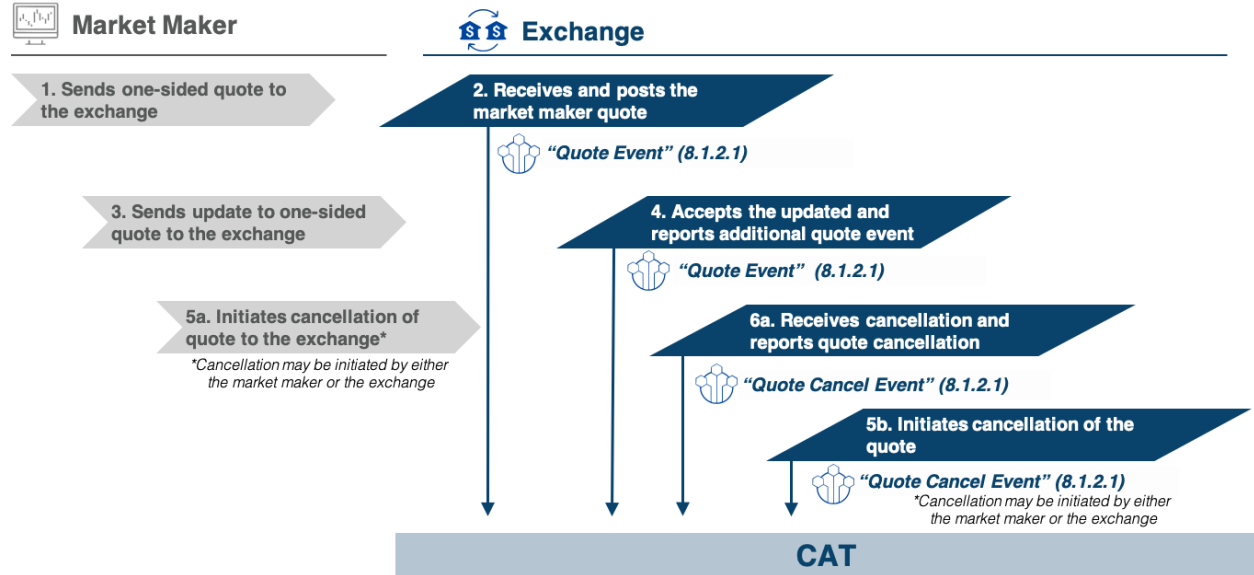 Market Maker
Exchange
1. Sends one-sided quote to
the exchange
2. Receives and posts the
market maker quote
“Quote Event” (8.1.2.1)
3. Sends update to one-sided
quote to the exchange
4. Accepts the updated and
reports additional quote event
“Quote Event” (8.1.2.1)
5a. Initiates cancellation of
quote to the exchange*
*Cancellation may be initiated by either
the market maker or the exchange
6a. Receives cancellation and
reports quote cancellation
“Quote Cancel Event” (8.1.2.1)
5b. Initiates cancellation of the
quote
“Quote Cancel Event” (8.1.2.1)
*Cancellation may be initiated by either
the market maker or the exchange
CAT